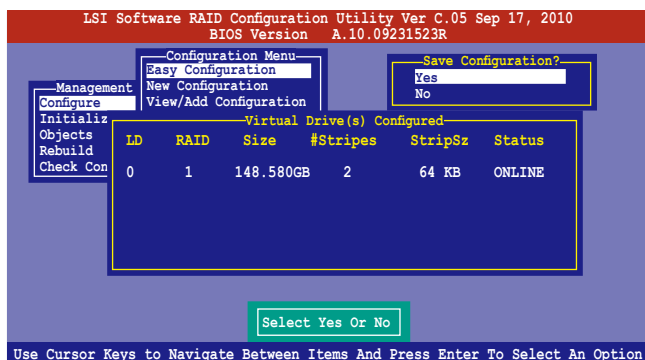 LSI Software RAID Configuration Utility Ver C.05 Sep 17, 2010
BIOS Version A.10.09231523R
Configuration Menu
Easy Configuration
New Configuration
View/Add Configuration
Save Configuration?
Yes
No
Management
Configure
Initializ
Objects
Rebuild
Check Con
Virtual Drive(s) Configured
LD RAID Size #Stripes StripSz Status
0 1 148.580GB 2 64 KB ONLINE
Select Yes Or No
Use Cursor Keys to Navigate Between Items And Press Enter To Select An Option